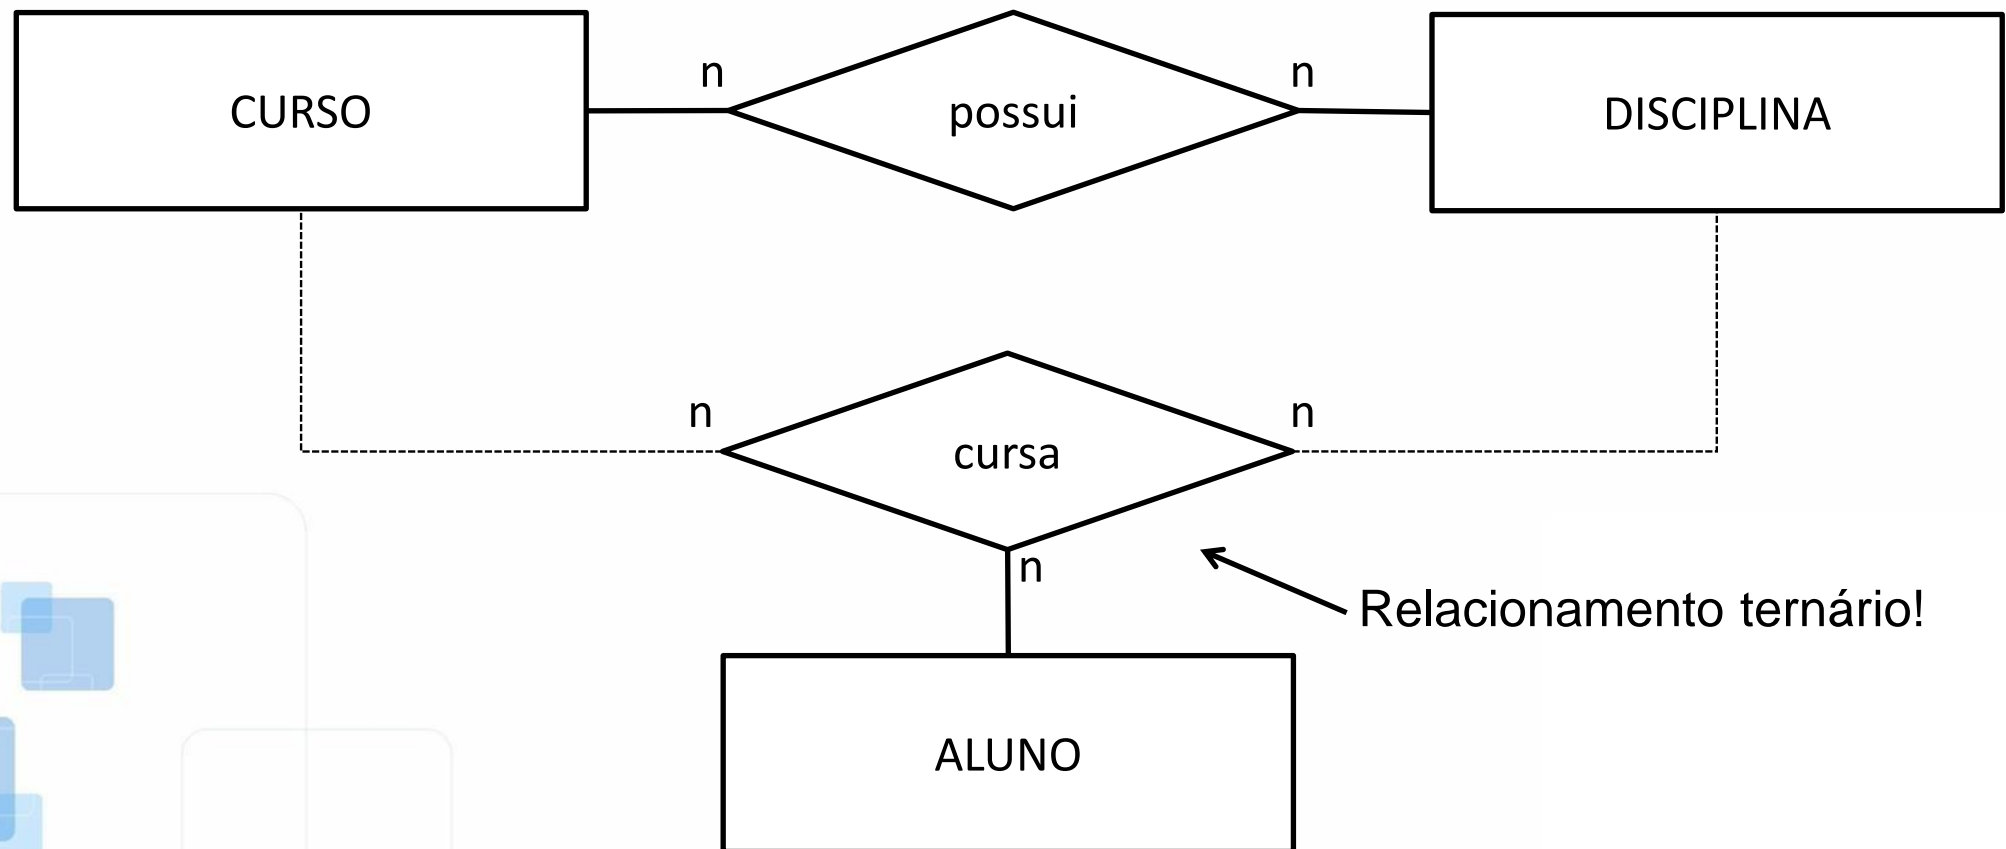 n
n
CURSO
possui
DISCIPLINA
n
n
cursa
n
Relacionamento ternário!
ALUNO